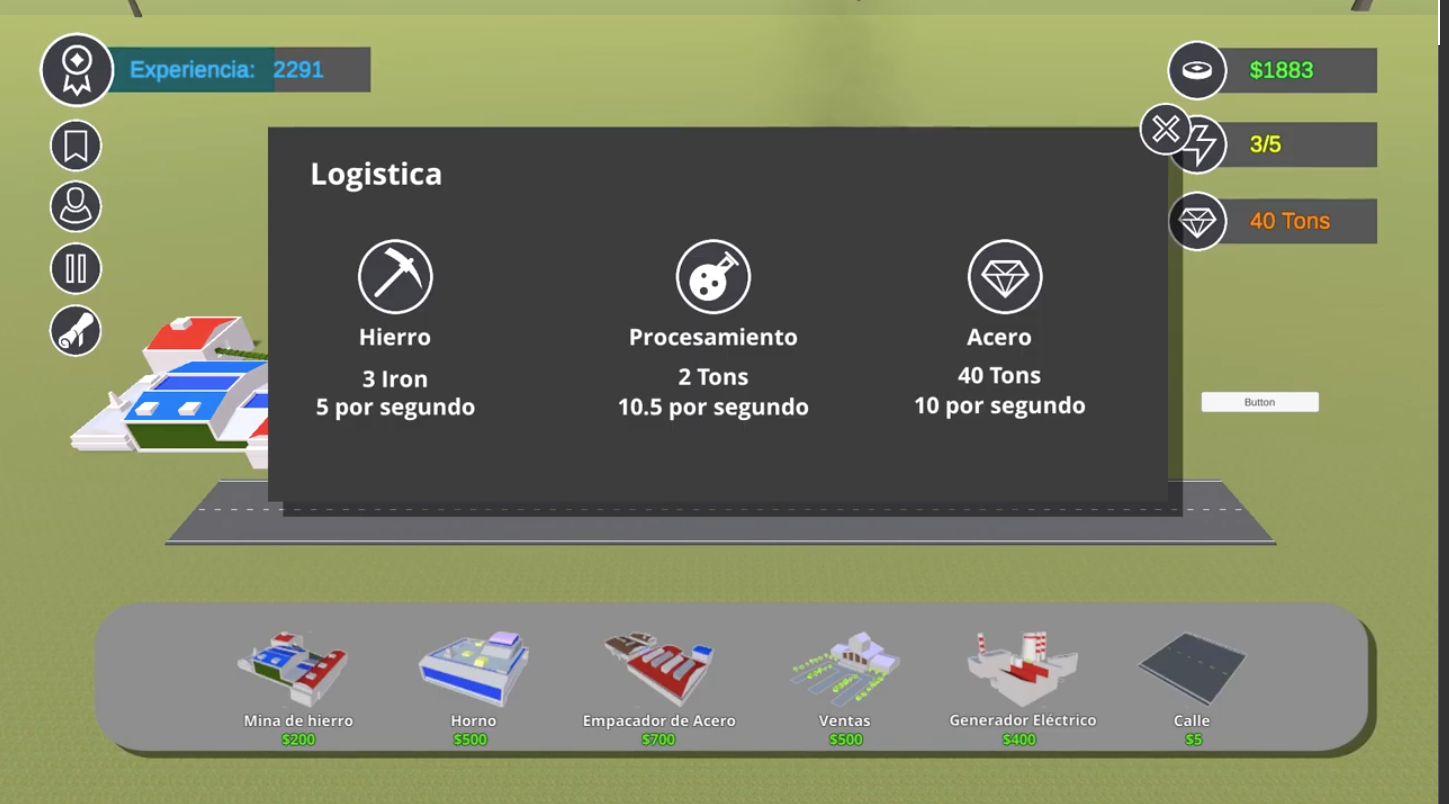 Experiencia: 2291
$1883
3/5
40 Tons
Logistica
Hierro
3 Iron
5 por segundo
Procesamiento
2 Tons
10.5 por segundo
Acero
40 Tons
10 por segundo
Button
Mina de hierro
$200
Horno
$500
Empacador de Acero
$700
Ventas
$500
Generador Eléctrico
$400
Calle
$5